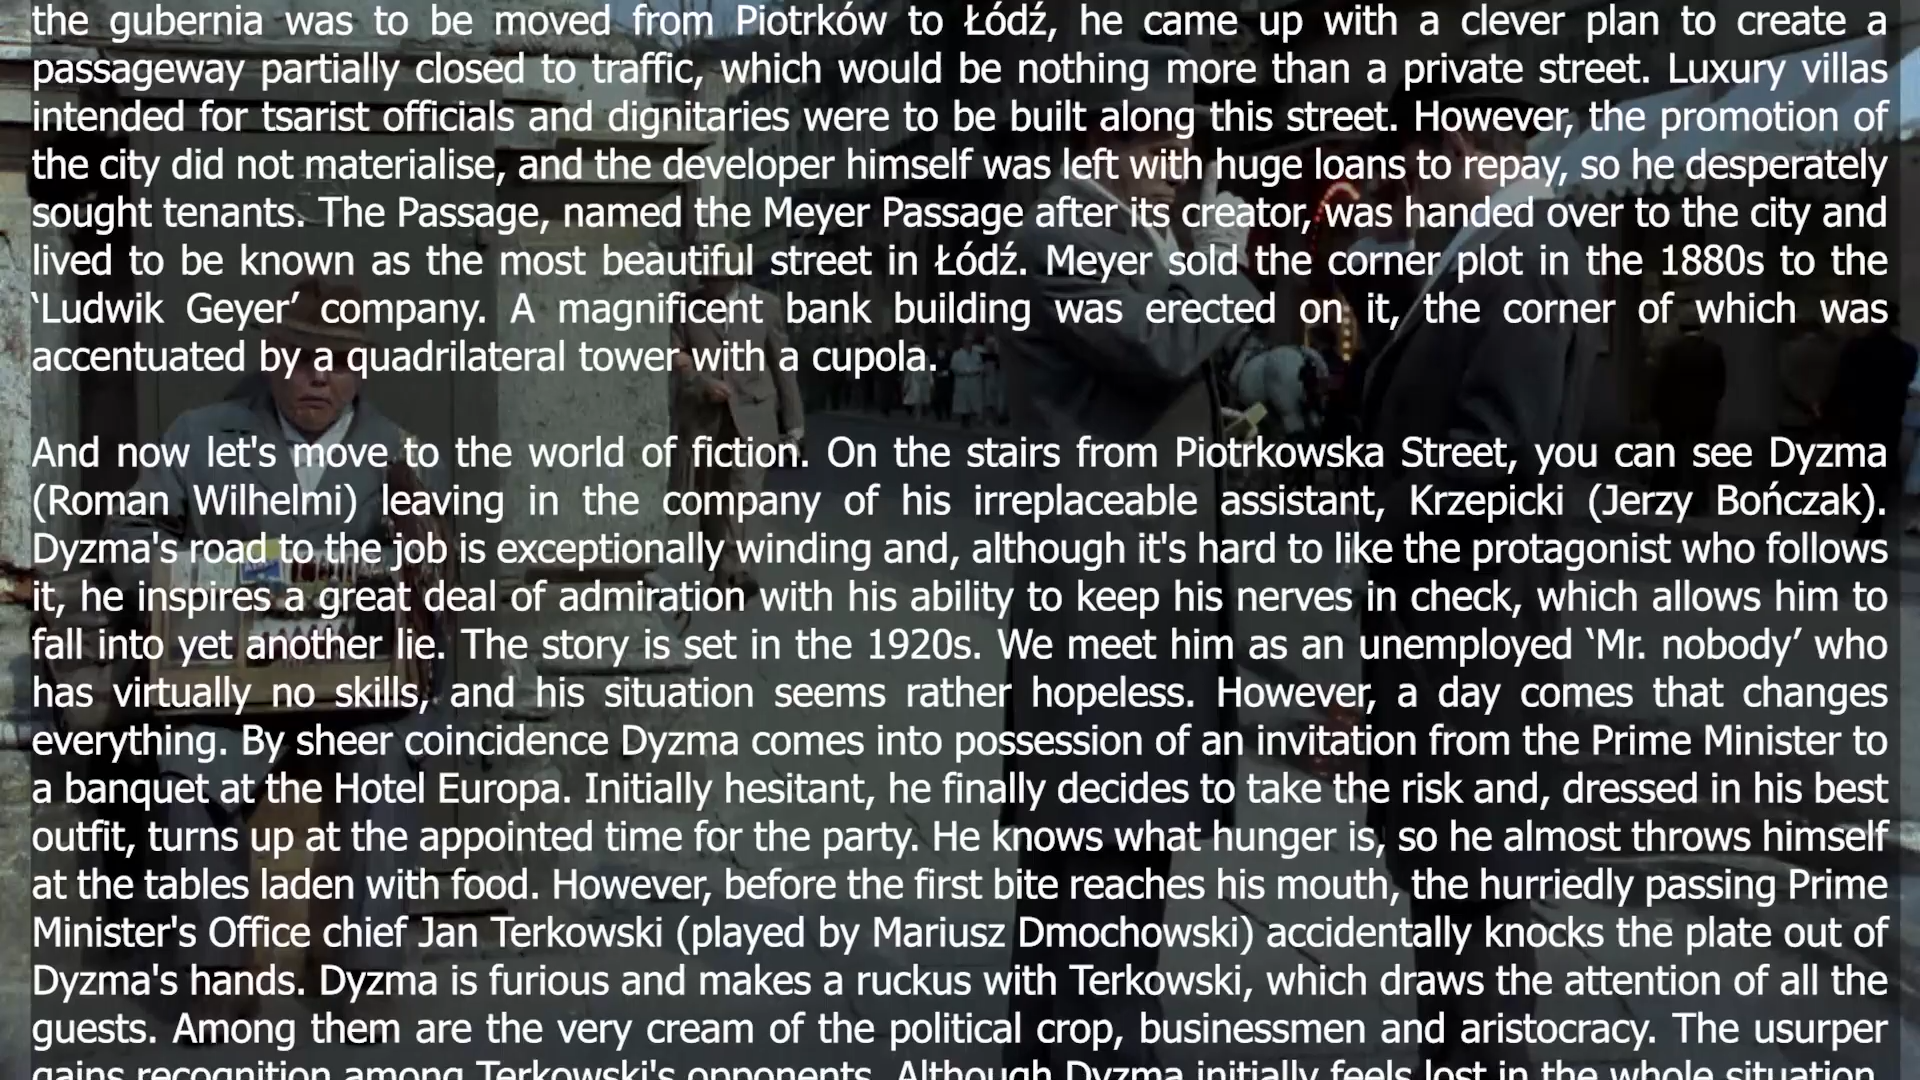 the gubernia was to be moved from Piotrków to Łódź, he came up with a clever plan to create a
passageway partially closed to traffic, which would be nothing more than a private street. Luxury villas
intended for tsarist officials and dignitaries were to be built along this street. However, the promotion of
the city did not materialise, and the developer himself was left with huge loans to repay, so he desperately
sought tenants. The Passage, named the Meyer Passage after its creator, was handed over to the city and
lived to be known as the most beautiful street in Łódź. Meyer sold the corner plot in the 1880s to the
‘Ludwik Geyer’ company. A magnificent bank building was erected on it, the corner of which was
accentuated by a quadrilateral tower with a cupola.
And now let's move to the world of fiction. On the stairs from Piotrkowska Street, you can see Dyzma
(Roman Wilhelmi) leaving in the company of his irreplaceable assistant, Krzepicki (Jerzy Bończak).
Dyzma's road to the job is exceptionally winding and, although it's hard to like the protagonist who follows
it, he inspires a great deal of admiration with his ability to keep his nerves in check, which allows him to
fall into yet another lie. The story is set in the 1920s. We meet him as an unemployed ‘Mr. nobody’ who
has virtually no skills, and his situation seems rather hopeless. However, a day comes that changes
everything. By sheer coincidence Dyzma comes into possession of an invitation from the Prime Minister to
a banquet at the Hotel Europa. Initially hesitant, he finally decides to take the risk and, dressed in his best
outfit, turns up at the appointed time for the party. He knows what hunger is, so he almost throws himself
at the tables laden with food. However, before the first bite reaches his mouth, the hurriedly passing Prime
Minister's Office chief Jan Terkowski (played by Mariusz Dmochowski) accidentally knocks the plate out of
Dyzma's hands. Dyzma is furious and makes a ruckus with Terkowski, which draws the attention of all the
guests. Among them are the very cream of the political crop, businessmen and aristocracy. The usurper
gains recognition among Terkowski's opponents. Although Dyzma initially feels lost in the whole situation,